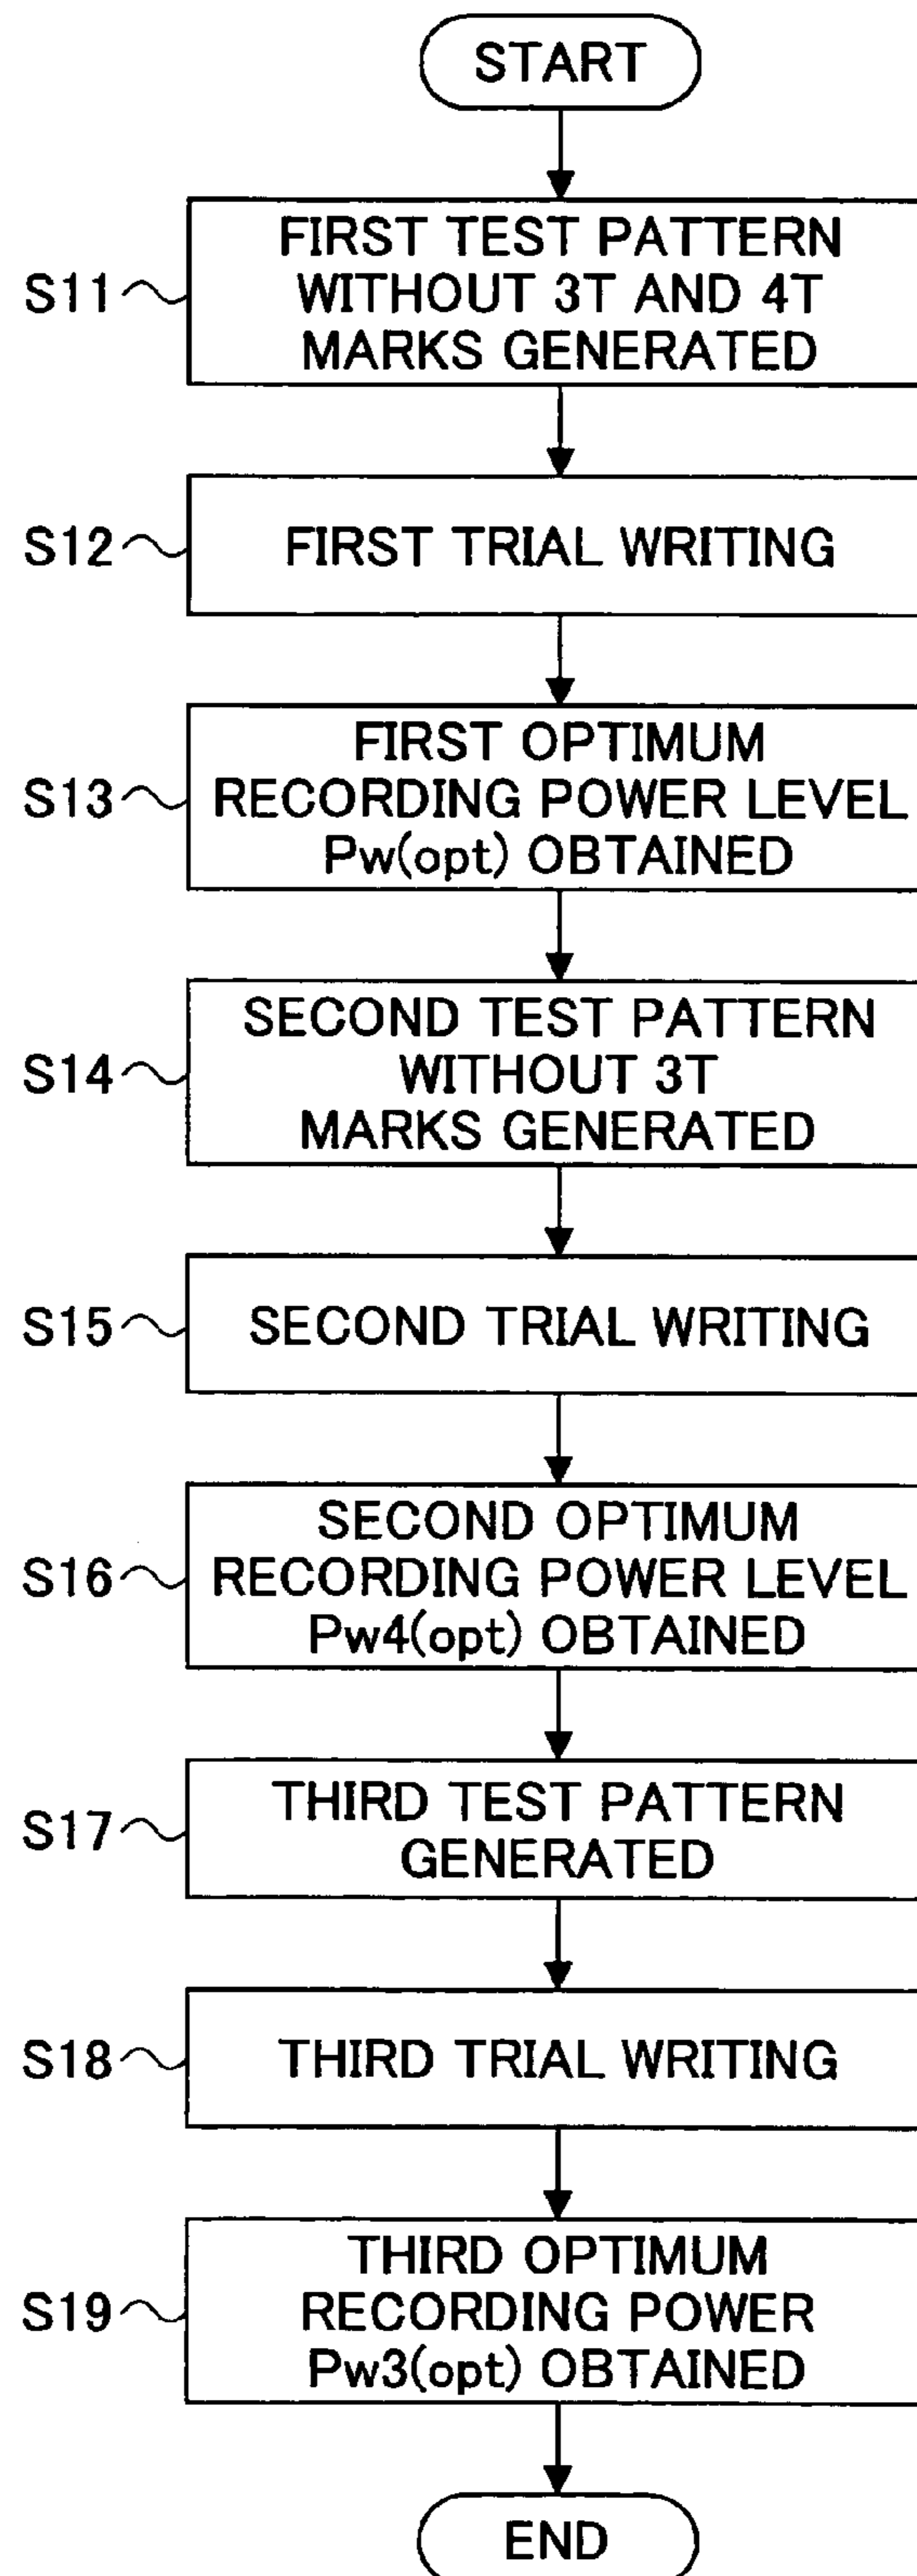 START
S11
FIRST TEST PATTERN
WITHOUT 3T AND 4T
MARKS GENERATED
S12
FIRST TRIAL WRITING
S13
FIRST OPTIMUM
RECORDING POWER LEVEL
Pw(opt) OBTAINED
S14
SECOND TEST PATTERN
WITHOUT 3T
MARKS GENERATED
S15
SECOND TRIAL WRITING
S16
SECOND OPTIMUM
RECORDING POWER LEVEL
Pw4(opt) OBTAINED
S17
THIRD TEST PATTERN
GENERATED
S18
THIRD TRIAL WRITING
S19
THIRD OPTIMUM
RECORDING POWER
Pw3(opt) OBTAINED
END